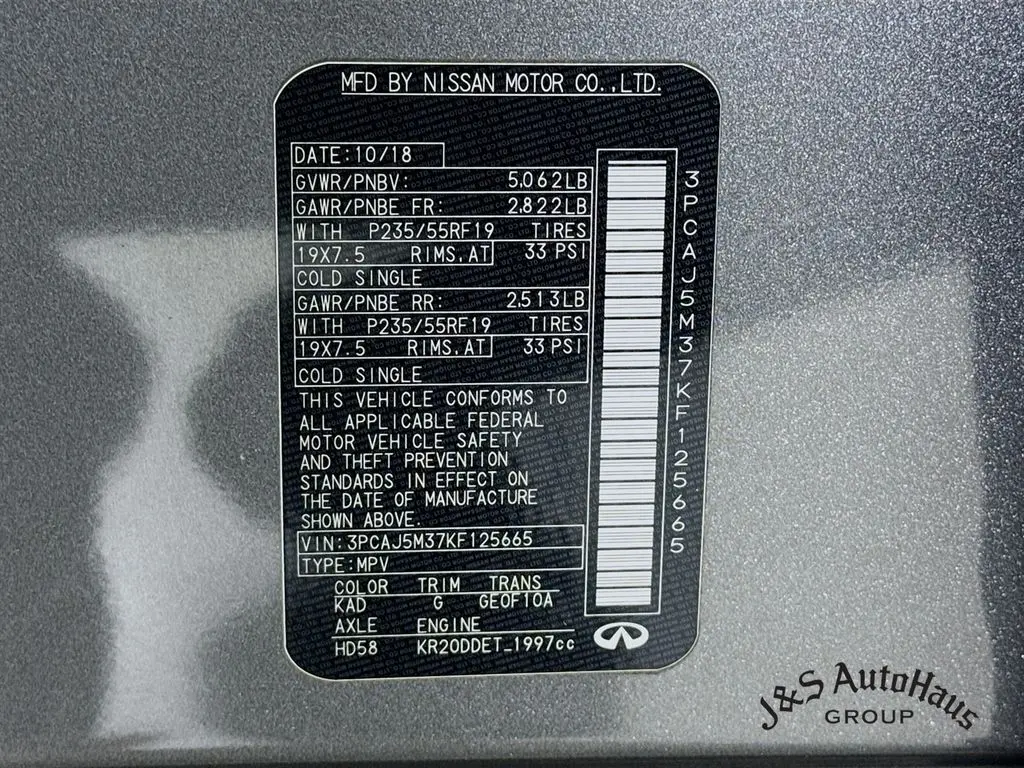 MFD BY NISSAN MOTOR CO.,LTD.
DATE:10/18
GVWR/PNBV: 5.062LB
GAWR/PNBE FR: 2.822LB
WITH P235/55RF19 TIRES
19X7.5 RIMS.AT 33 PSI
COLD SINGLE
GAWR/PNBE RR: 2.513LB
WITH P235/55RF19 TIRES
19X7.5 RIMS.AT 33 PSI
COLD SINGLE
THIS VEHICLE CONFORMS TO
ALL APPLICABLE FEDERAL
MOTOR VEHICLE SAFETY
AND THEFT PREVENTION
STANDARDS IN EFFECT ON
THE DATE OF MANUFACTURE
SHOWN ABOVE.
VIN:3PCAJ5M37KF125665
TYPE:MPV
COLOR TRIM TRANS
KAD G GE0F10A
AXLE ENGINE
HD58 KR20DDET_1997cc
3PCAJ5M37KF125665
J&S AutoHaus
GROUP